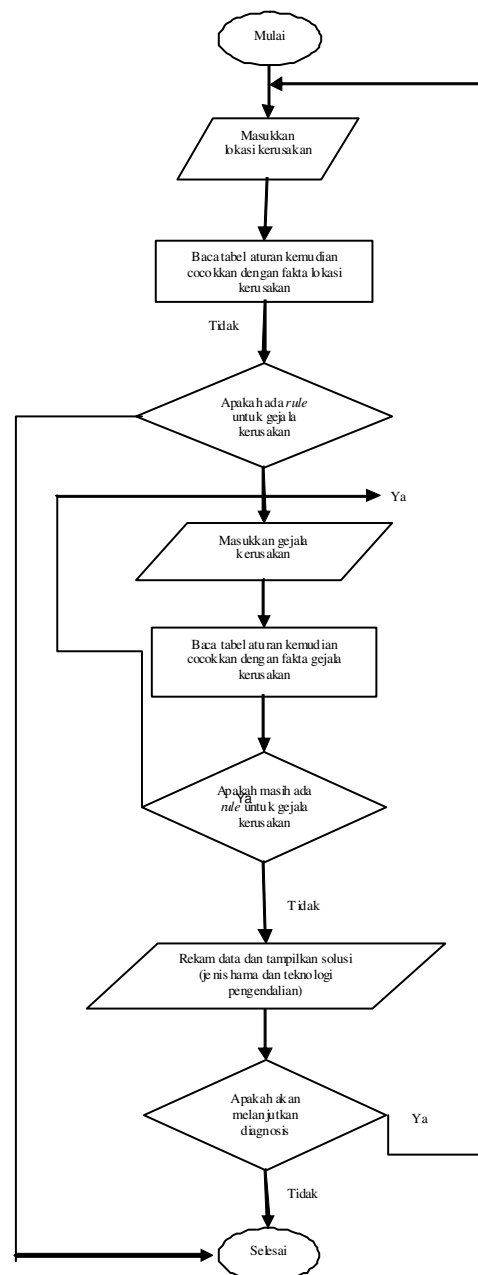 Mulai
Masukkan
lokasi kerusakan
Baca tabel aturan kemudian
cocokkan dengan fakta lokasi
kerusakan
Tidak
Apakah ada rule
untuk gejala
kerusakan
Ya
Masukkan gejala
kerusakan
Baca tabel aturan kemudian
cocokkan dengan fakta gejala
kerusakan
Apakah masih ada
Ya
rule untuk gejala
kerusakan
Tidak
Rekam data dan tampilkan solusi
(jenis hama dan teknologi
pengendalian)
Apakah akan
melanjutkan
diagnosis
Ya
Tidak
Selesai